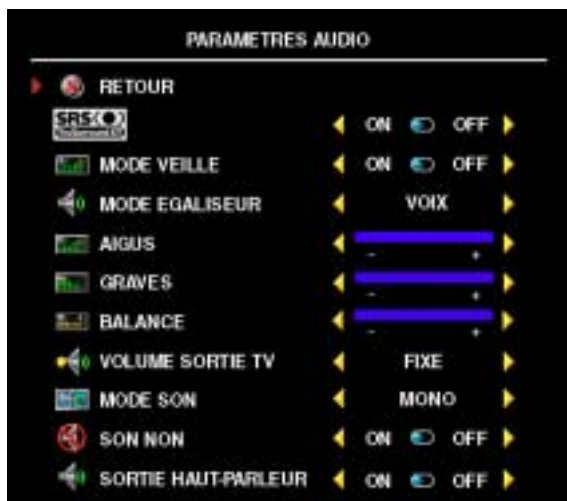 PARAMETRES AUDIO
RETOUR
SRS ON OFF
MODE VEILLE ON OFF
MODE EGALISEUR VOIX
AIGUS
- +
GRAVES
- +
BALANCE
- +
VOLUME SORTIE TV FIXE
MODE SON MONO
SON NON ON OFF
SORTIE HAUT-PARLEUR ON OFF